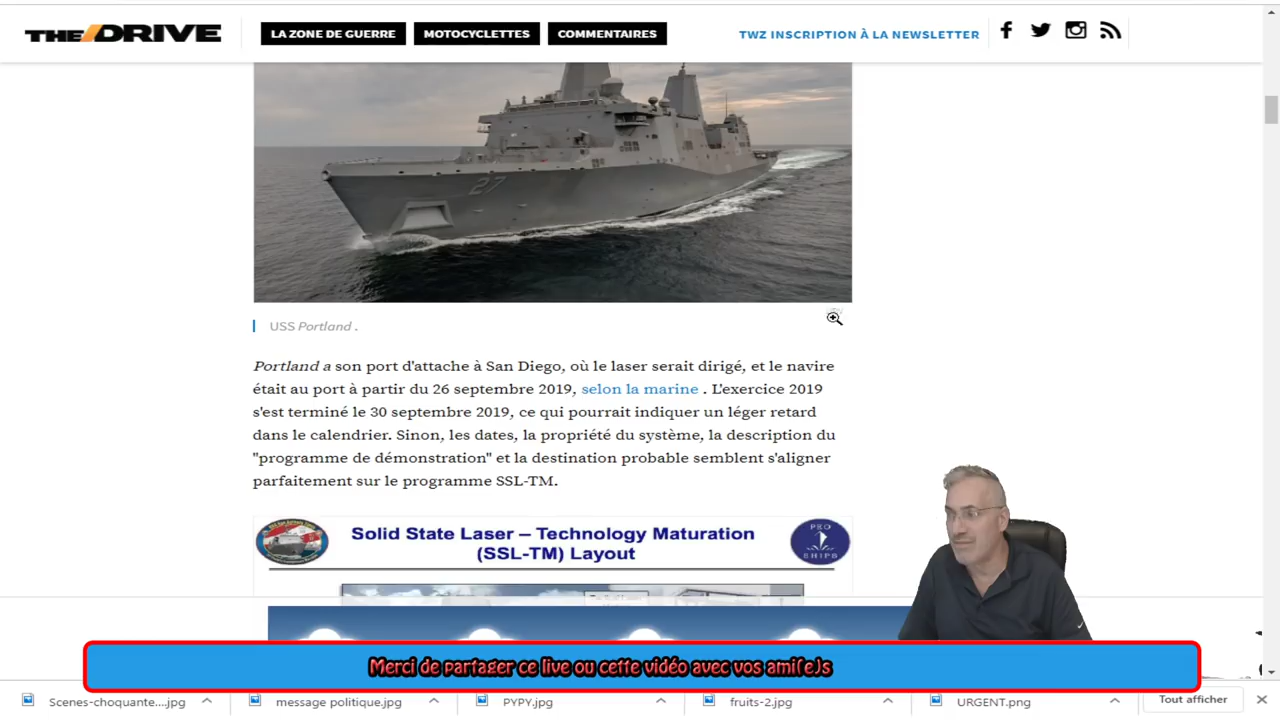 THE/DRIVE
LA ZONE DE GUERRE
MOTOCYCLETTES
COMMENTAIRES
TWZ INSCRIPTION À LA NEWSLETTER
27
USS Portland .
Portland a son port d'attache à San Diego, où le laser serait dirigé, et le navire
était au port à partir du 26 septembre 2019, selon la marine . L'exercice 2019
s'est terminé le 30 septembre 2019, ce qui pourrait indiquer un léger retard
dans le calendrier. Sinon, les dates, la propriété du système, la description du
"programme de démonstration" et la destination probable semblent s'aligner
parfaitement sur le programme SSL-TM.
Solid State Laser – Technology Maturation
(SSL-TM) Layout
PEO
SHIPS
Merci de partager ce live ou cette vidéo avec vos ami(e)s
Scenes-choquante....jpg
message politique.jpg
PYPY.jpg
fruits-2.jpg
URGENT.png
Tout afficher